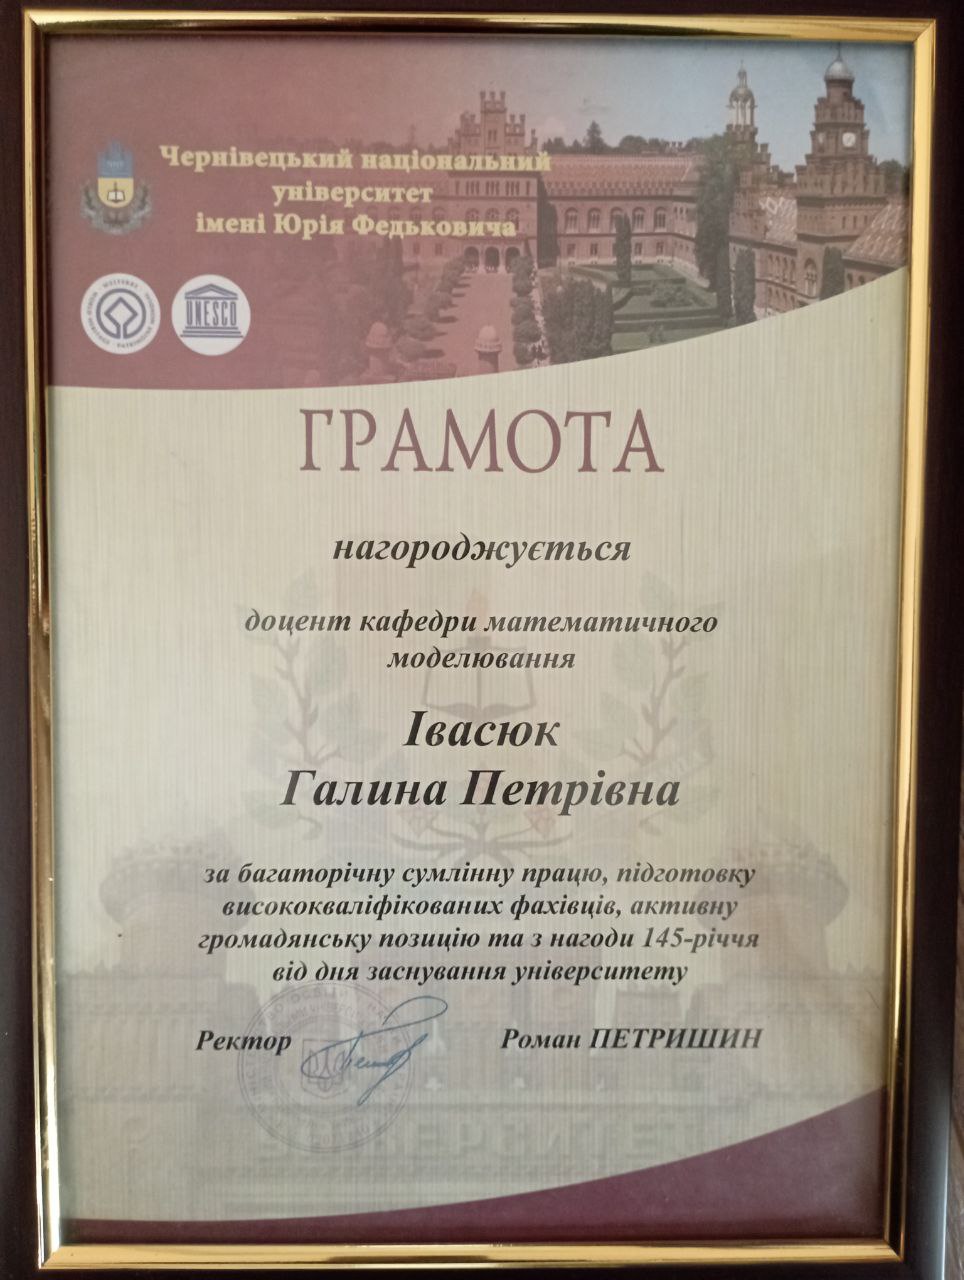 Чернівецький національний
університет
імені Юрія Федьковича
UNESCO
ГРАМОТА
нагороджується
доцент кафедри математичного
моделювання
Івасюк
Галина Петрівна
за багаторічну сумлінну працю, підготовку
висококваліфікованих фахівців, активну
громадянську позицію та з нагоди 145-річчя
від дня заснування університету
Ректор
Роман ПЕТРИШИН